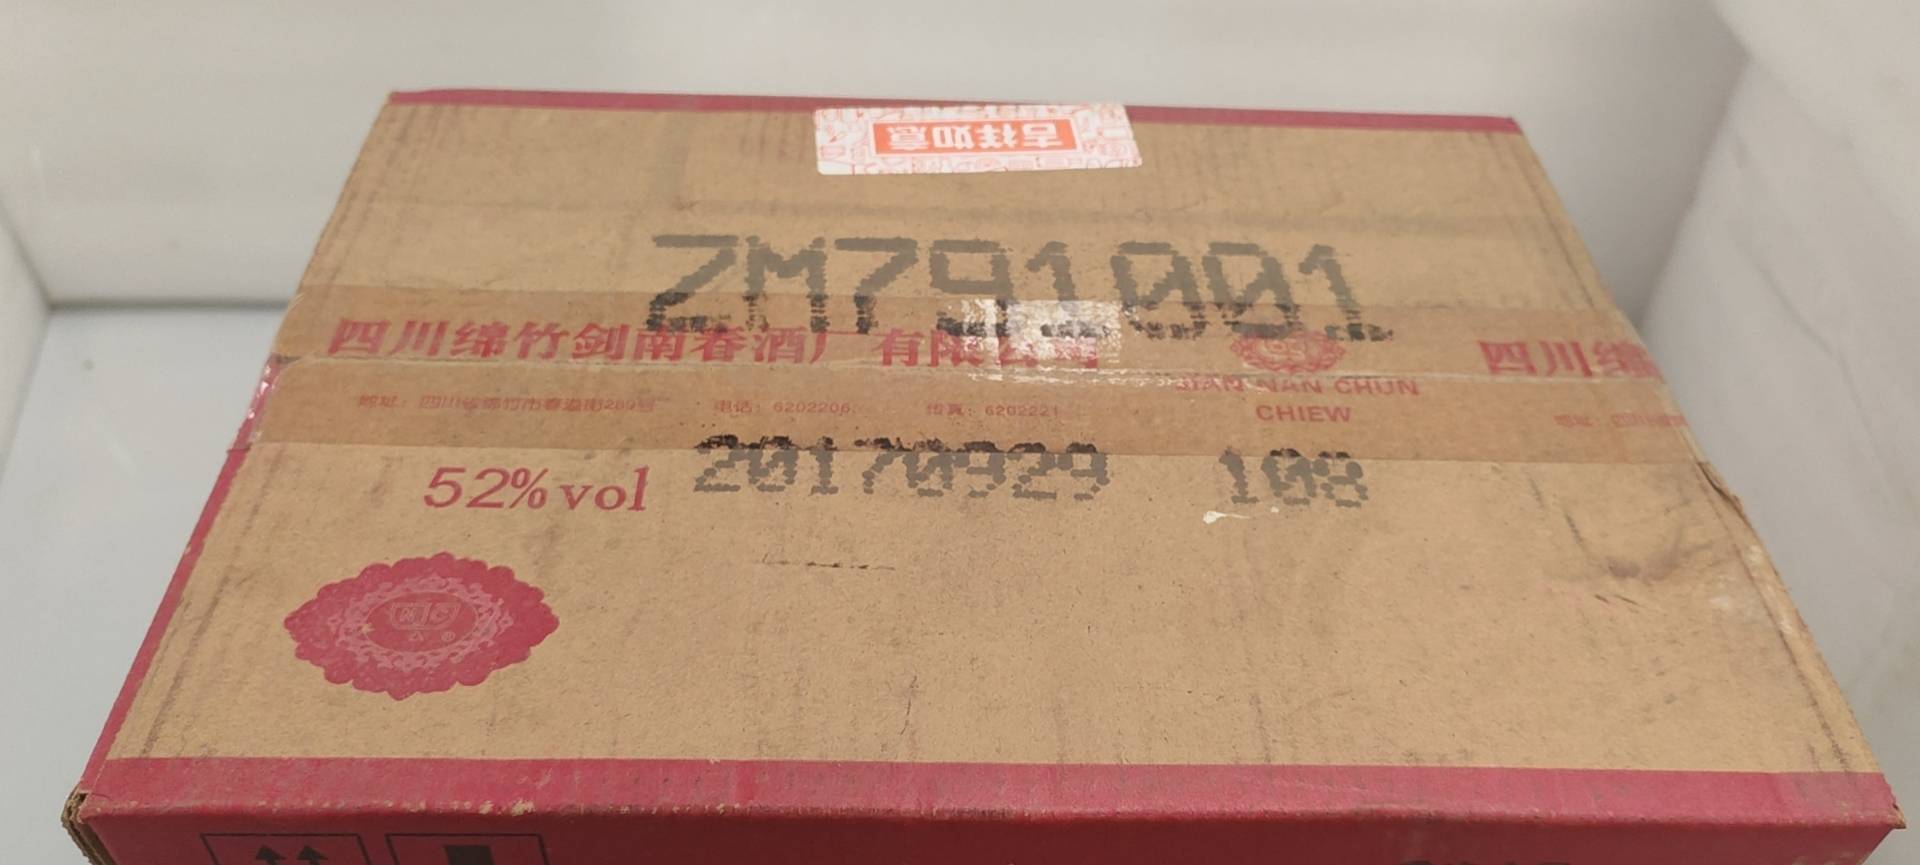 吉祥如意
ZM791001
四川绵竹剑南春酒厂有限公司
四川绵
JIAN NAN CHUN
CHIEW
地址：四川省绵竹市春溢街289号 电话：6202206 传真：6202221
52% vol
20170929 108